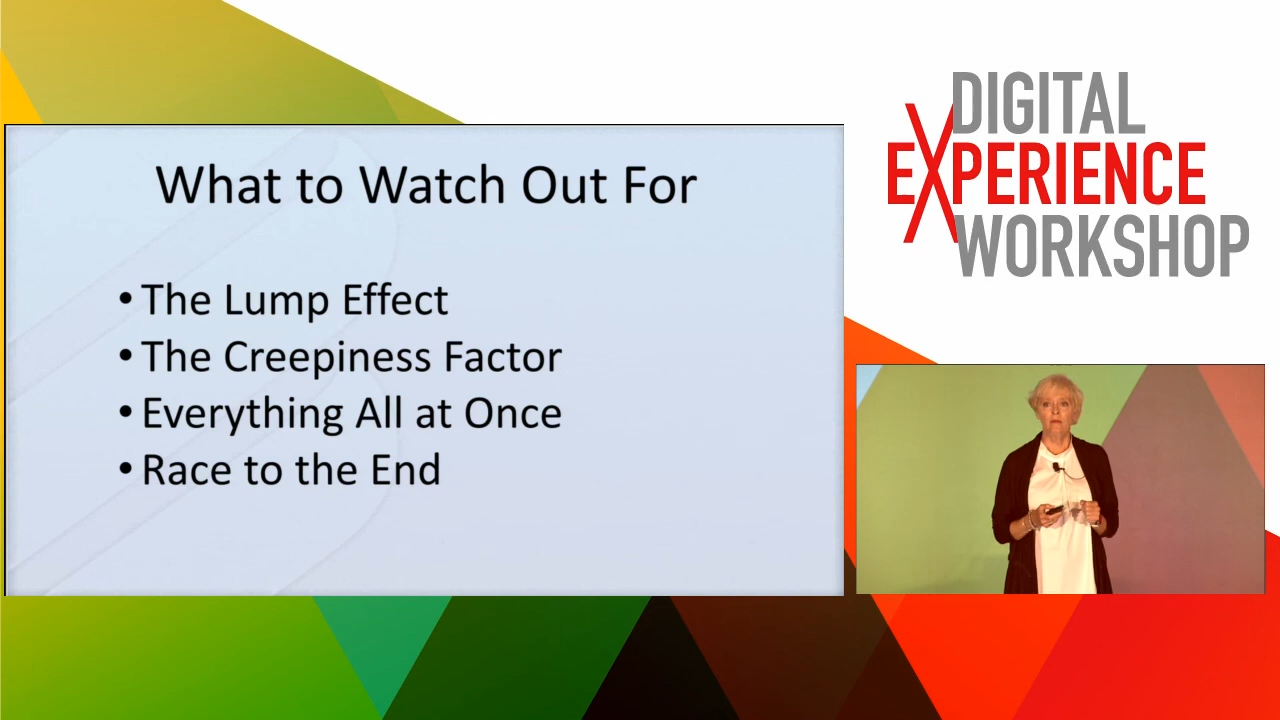 What to Watch Out For
• The Lump Effect
• The Creepiness Factor
• Everything All at Once
• Race to the End
DIGITAL
EXPERIENCE
WORKSHOP